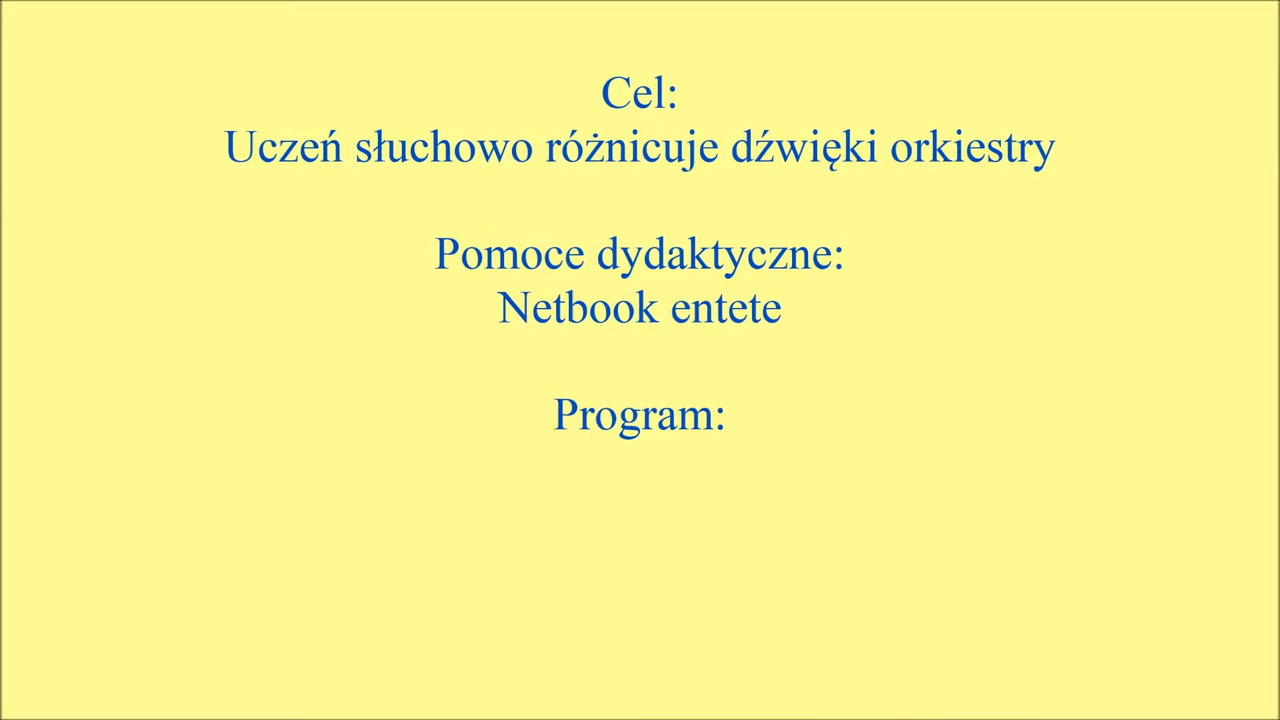 Cel:
Uczeń słuchowo różnicuje dźwięki orkiestry
Pomoce dydaktyczne:
Netbook entete
Program: